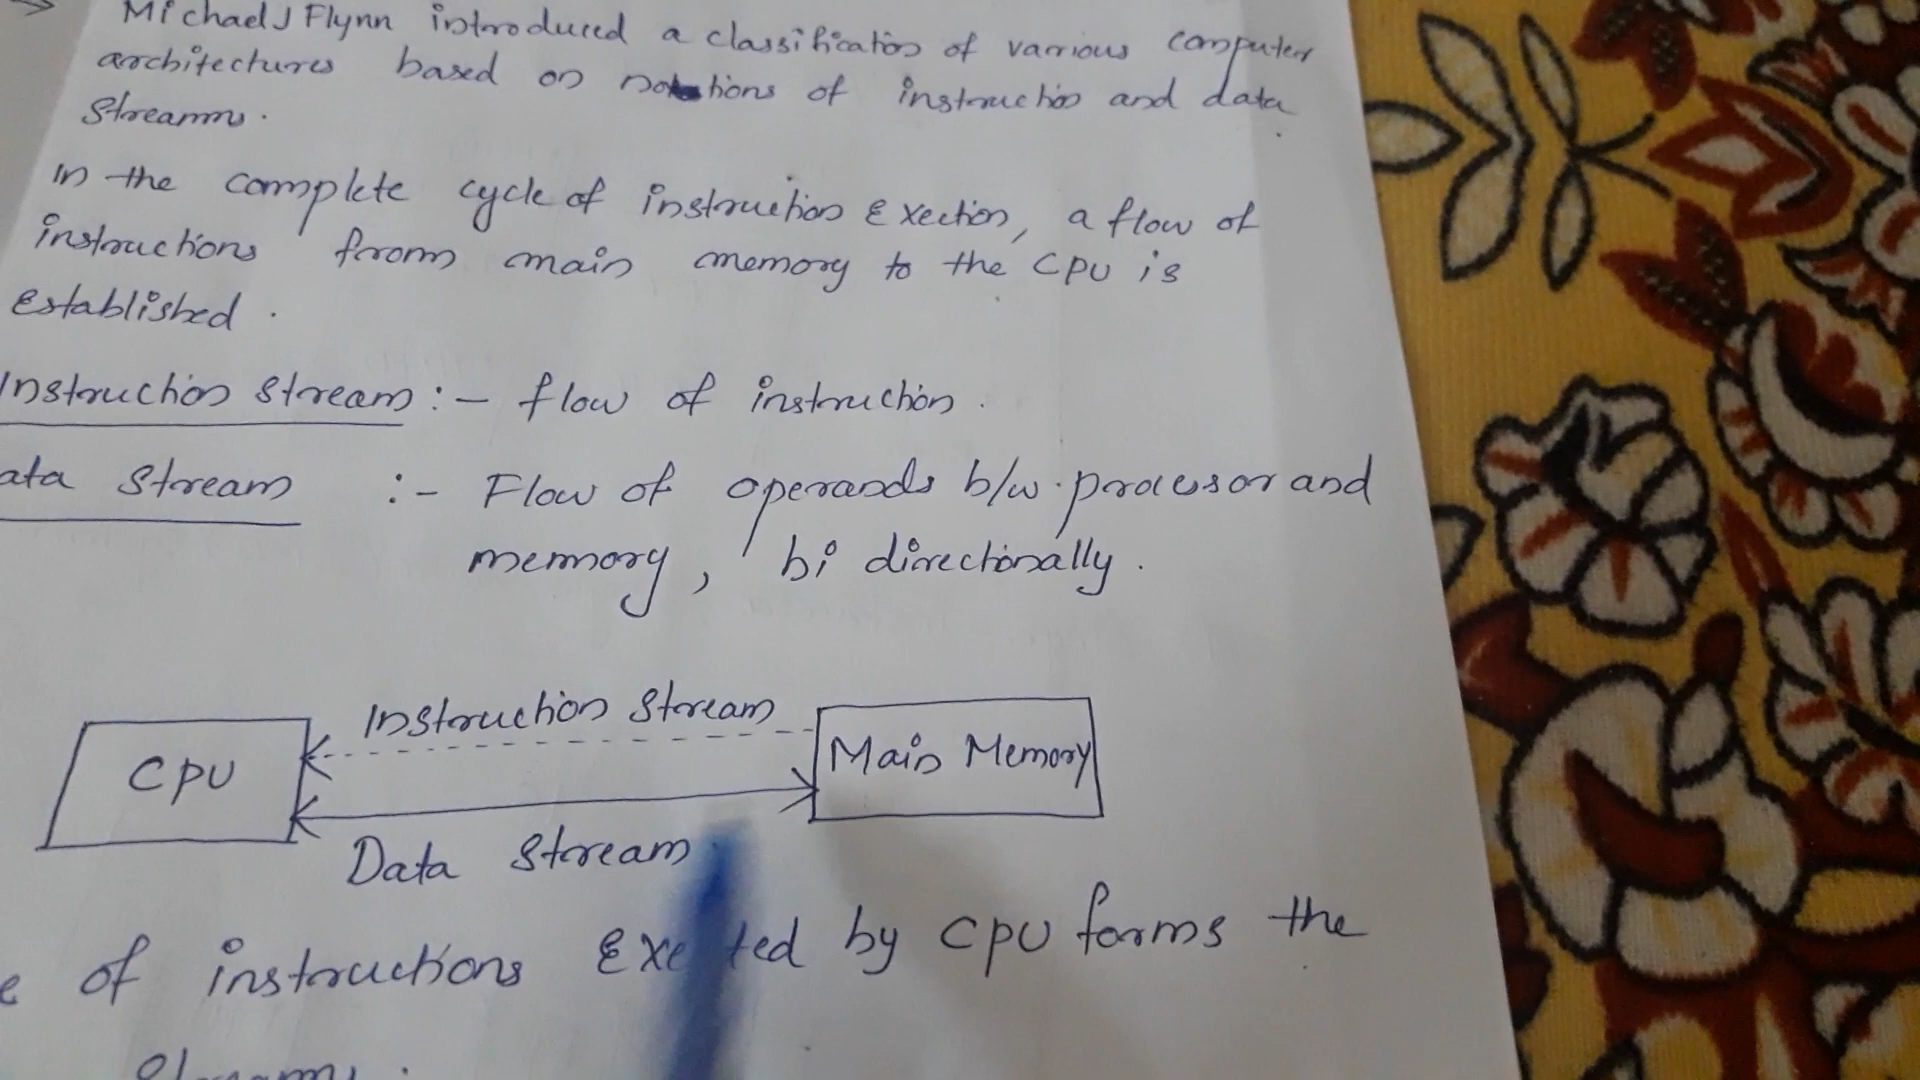 Michael J Flynn introduced a classification of various computer
architectures based on notations of instruction and data
Streams.
in the complete cycle of instruction Exection, a flow of
instructions from main memory to the CPU is
Established.
Instruction Stream :- flow of instruction.
ata Stream :- Flow of operands b/w processor and
memory, bi directionally.
Instruction Stream
CPU
Main Memory
Data Stream
e of instructions by CPU forms the